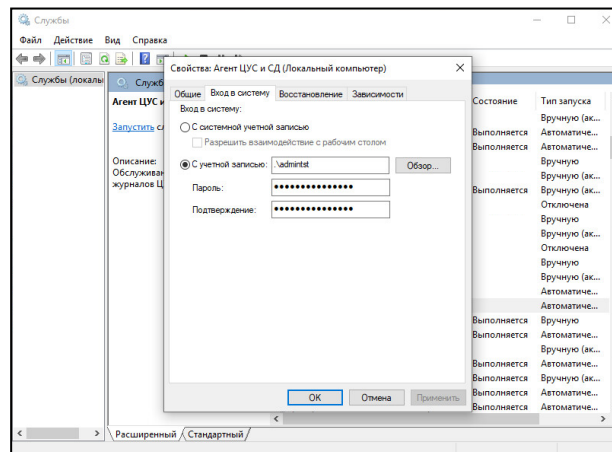 Службы
Файл Действие Вид Справка
Службы (локалы
Служб
Агент ЦУС и
Запустить сл
Описание:
Обслуживан
журналов Ц
Свойства: Агент ЦУС и СД (Локальный компьютер)
Общие Вход в систему Восстановление Зависимости
Вход в систему:
С системной учетной записью
Разрешить взаимодействие с рабочим столом
С учетной записью: .\admintst Обзор...
Пароль: •••••••••••••••
Подтверждение: •••••••••••••••
ОК Отмена Применить
Состояние Тип запуска
Вручную (ак...
Выполняется Автоматиче...
Выполняется Автоматиче...
Вручную
Вручную (ак...
Выполняется Вручную (ак...
Отключена
Вручную
Вручную (ак...
Отключена
Вручную
Вручную (ак...
Автоматиче...
Автоматиче...
Выполняется Вручную
Выполняется Автоматиче...
Вручную (ак...
Выполняется Автоматиче...
Выполняется Вручную (ак...
Выполняется Автоматиче...
Выполняется Автоматиче...
Расширенный Стандартный